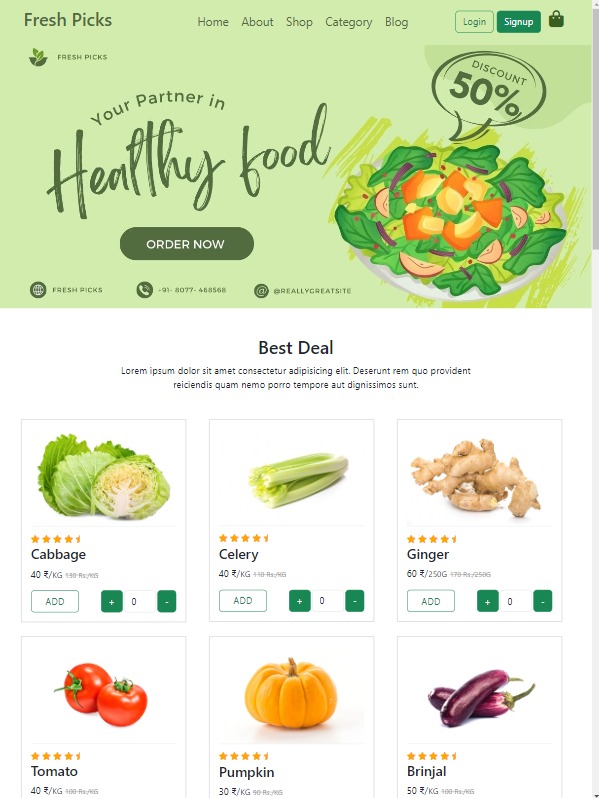 Fresh Picks
Home About Shop Category Blog
Login Signup
FRESH PICKS
DISCOUNT
50%
Your Partner in
Healthy food
ORDER NOW
FRESH PICKS +91- 8077- 468568 @REALLYGREATSITE
Best Deal
Lorem ipsum dolor sit amet consectetur adipisicing elit. Deserunt rem quo provident
reiciendis quam nemo porro tempore aut dignissimos sunt.
Cabbage Celery Ginger
40 ₹/KG 130 Rs./KG 40 ₹/KG 110 Rs./KG 60 ₹/250G 170 Rs./250G
ADD + 0 - ADD + 0 - ADD + 0 -
Tomato Pumpkin Brinjal
40 ₹/KG 100 Rs./KG 30 ₹/KG 90 Rs./KG 50 ₹/KG 100 Rs./KG